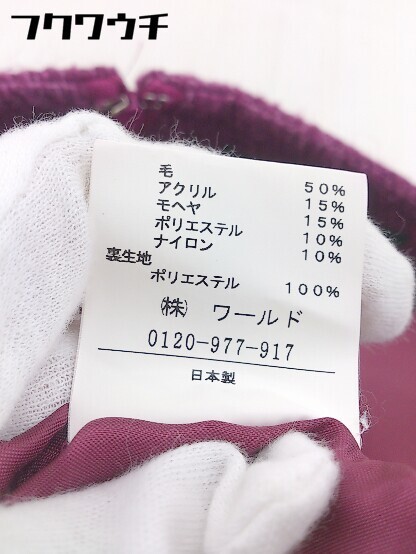 フクワウチ
毛 50%
アクリル 15%
モヘヤ 15%
ポリエステル 10%
ナイロン 10%
裏生地
ポリエステル 100%
㈱ ワールド
0120-977-917
日本製